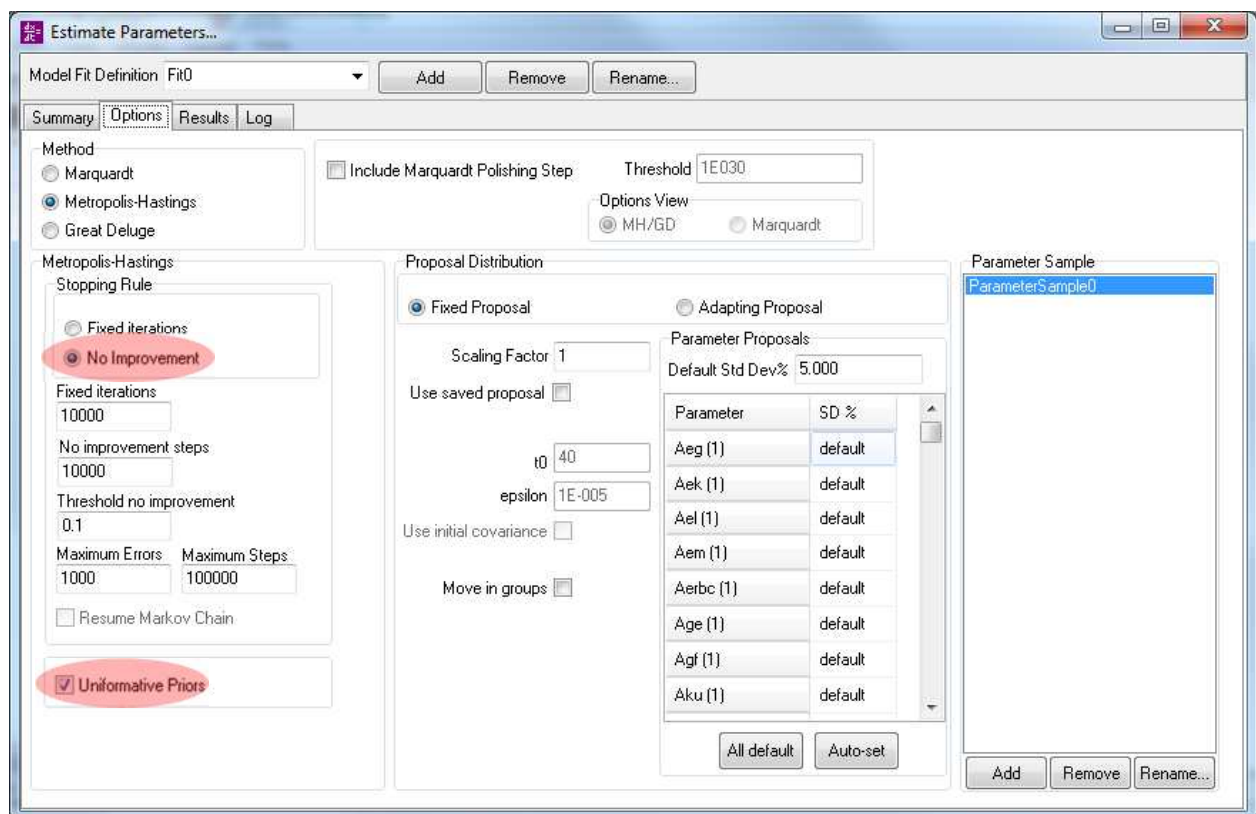 Estimate Parameters...
Model Fit Definition Fit0 Add Remove Rename...
Summary Options Results Log
Method
Marquardt
Metropolis-Hastings
Great Deluge
Include Marquardt Polishing Step Threshold 1E030
Options View
MH/GD Marquardt
Metropolis-Hastings
Stopping Rule
Fixed iterations
No Improvement
Fixed iterations
10000
No improvement steps
10000
Threshold no improvement
0.1
Maximum Errors Maximum Steps
1000 100000
Resume Markov Chain
Uniformative Priors
Proposal Distribution
Fixed Proposal Adapting Proposal
Scaling Factor 1
Use saved proposal
t0 40
epsilon 1E-005
Use initial covariance
Move in groups
Parameter Proposals
Default Std Dev% 5.000
Parameter SD %
Aeg (1) default
Aek (1) default
Ael (1) default
Aem (1) default
Aerbc (1) default
Age (1) default
Agf (1) default
Aku (1) default
All default Auto-set
Parameter Sample
ParameterSample0
Add Remove Rename...